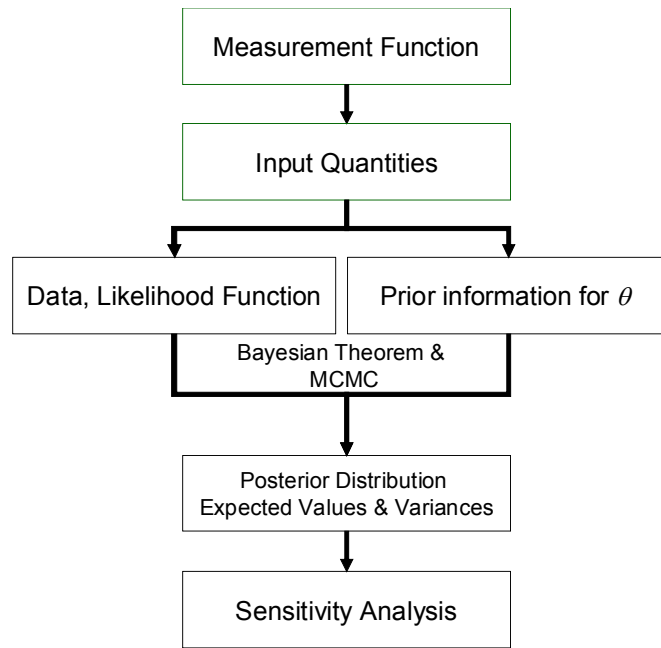 Measurement Function
Input Quantities
Data, Likelihood Function
Prior information for θ
Bayesian Theorem &
MCMC
Posterior Distribution
Expected Values & Variances
Sensitivity Analysis